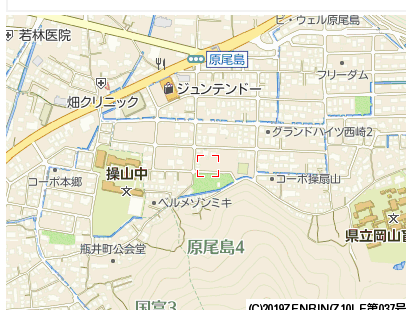 ビ・ウェル原尾島
若林医院
原尾島
フリーダム
ジュンテンドー
畑クリニック
グランドハイツ西崎2
操山中
コーポ本郷
コーポ操扇山
ベルメゾンミキ
県立岡山盲
瓶井町公会堂
原尾島4
国富3
(C)2019ZENRIN(Z10LE第037号